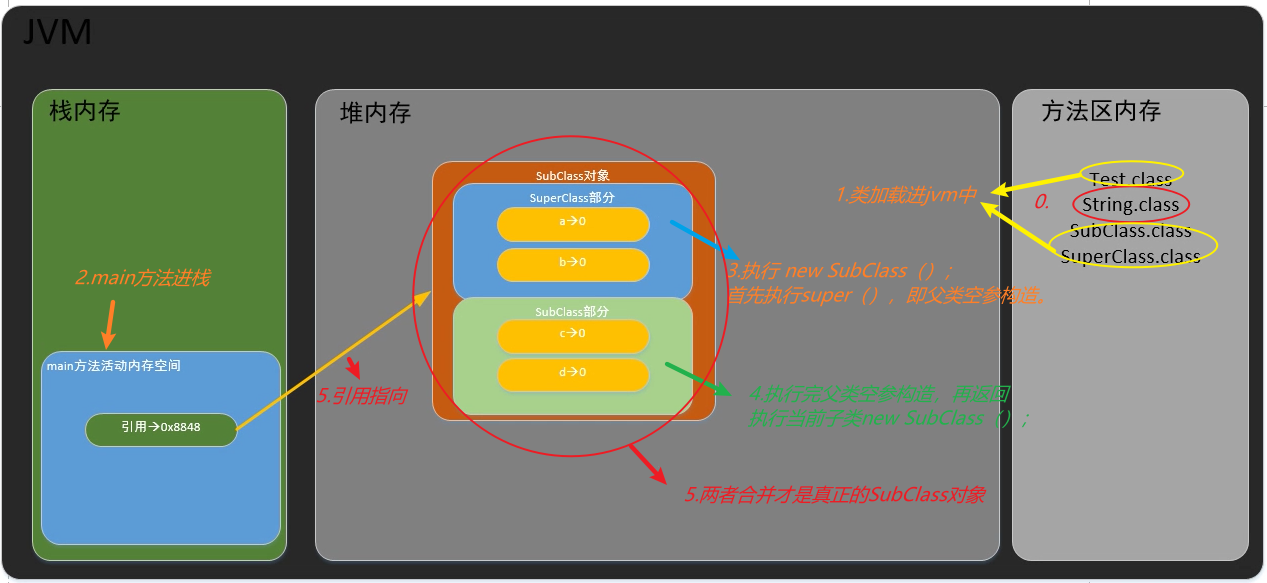 JVM
栈内存
2.main方法进栈
main方法活动内存空间
引用→0x8848
堆内存
SubClass对象
SuperClass部分
a→0
b→0
SubClass部分
c→0
d→0
1.类加载进jvm中
3.执行 new SubClass（）;
首先执行super（），即父类空参构造。
4.执行完父类空参构造，再返回
执行当前子类new SubClass（）;
5.引用指向
5.两者合并才是真正的SubClass对象
方法区内存
Test.class
0.
String.class
SubClass.class
SuperClass.class